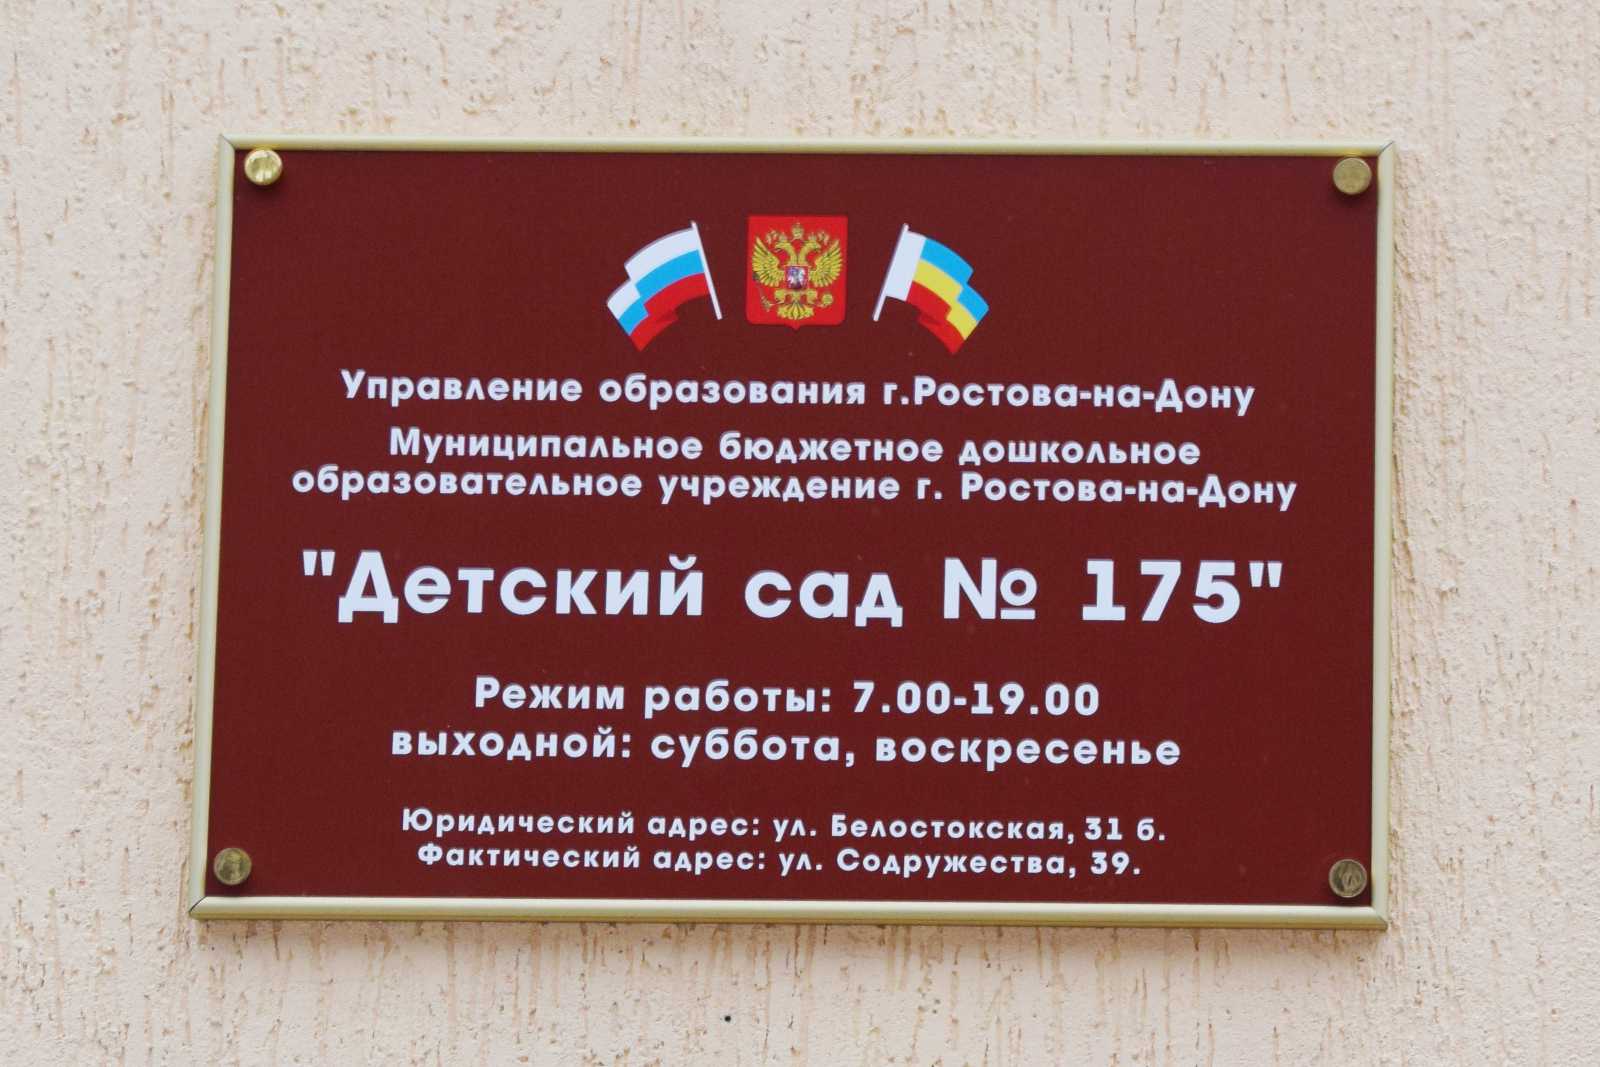 Управление образования г.Ростова-на-Дону
Муниципальное бюджетное дошкольное
образовательное учреждение г. Ростова-на-Дону
"Детский сад № 175"
Режим работы: 7.00-19.00
выходной: суббота, воскресенье
Юридический адрес: ул. Белостокская, 31 б.
Фактический адрес: ул. Содружества, 39.